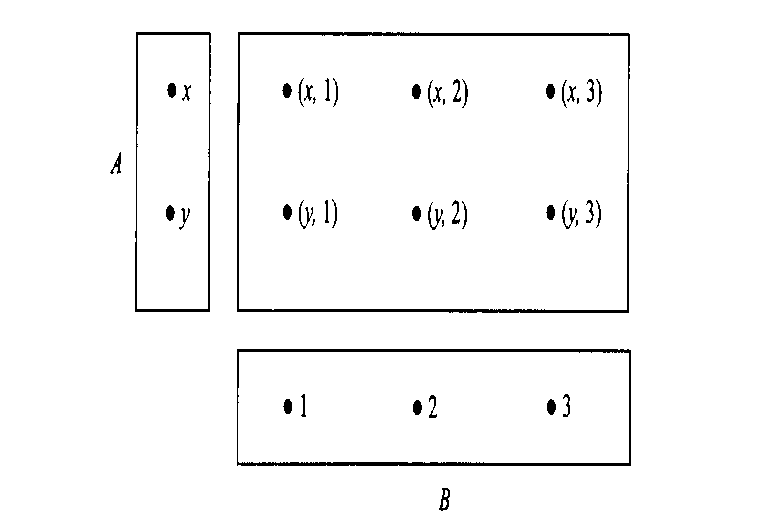 x (x, 1) (x, 2) (x, 3)
A
y (y, 1) (y, 2) (y, 3)
1 2 3
B